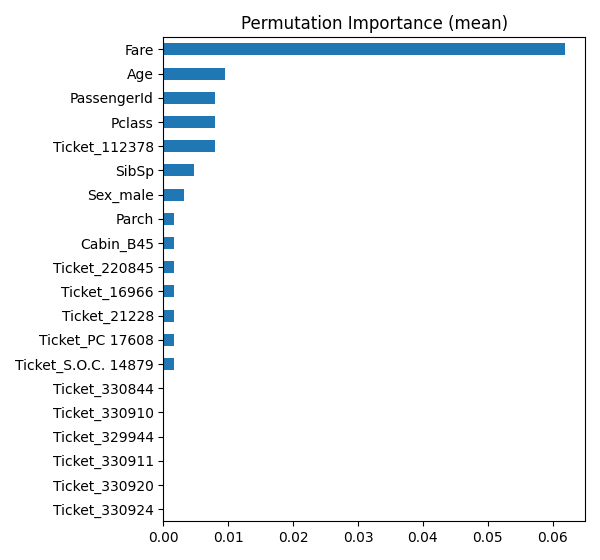 Permutation Importance (mean)
Fare
Age
PassengerId
Pclass
Ticket_112378
SibSp
Sex_male
Parch
Cabin_B45
Ticket_220845
Ticket_16966
Ticket_21228
Ticket_PC 17608
Ticket_S.O.C. 14879
Ticket_330844
Ticket_330910
Ticket_329944
Ticket_330911
Ticket_330920
Ticket_330924
0.00 0.01 0.02 0.03 0.04 0.05 0.06